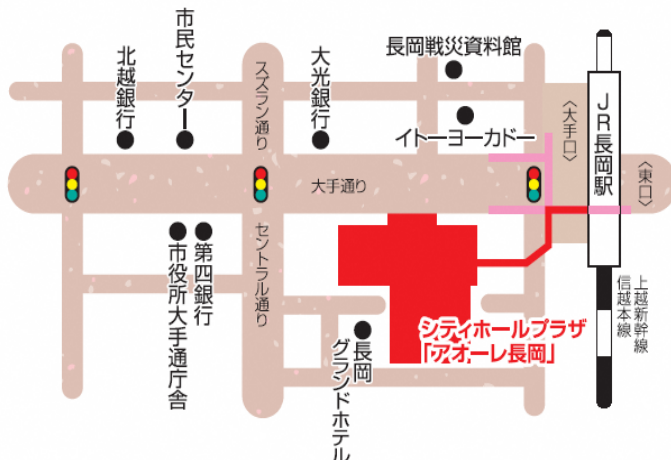 北越銀行
市民センター
スズラン通り
大光銀行
長岡戦災資料館
イトーヨーカドー
〈大手口〉
JR長岡駅
〈東口〉
大手通り
市役所大手通庁舎
第四銀行
セントラル通り
長岡
グランドホテル
シティホールプラザ
「アオーレ長岡」
上越新幹線
信越本線